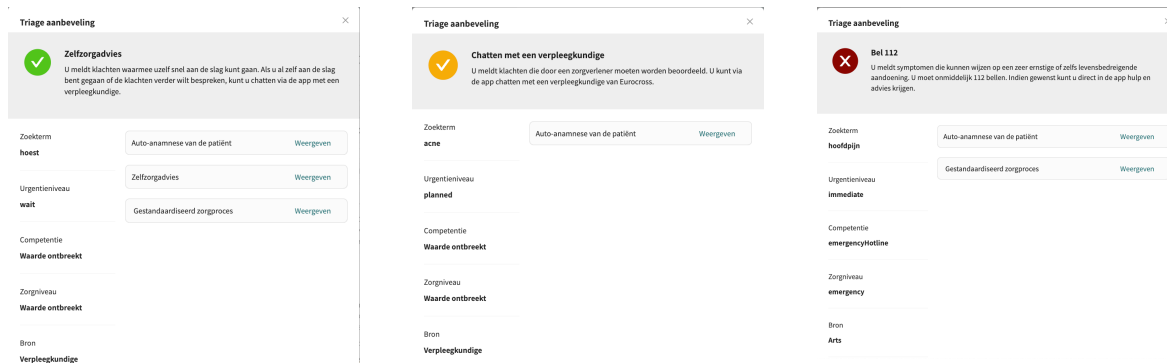 Triage aanbeveling
Zelfzorgadvies
U meldt klachten waarmee uzelf snel aan de slag kunt gaan. Als u al zelf aan de slag
bent gegaan of de klachten verder wilt bespreken, kunt u chatten via de app met een
verpleegkundige.
Zoekterm
hoest
Urgentieniveau
wait
Competentie
Waarde ontbreekt
Zorgniveau
Waarde ontbreekt
Bron
Verpleegkundige
Auto-anamnese van de patiënt Weergeven
Zelfzorgadvies Weergeven
Gestandaardiseerd zorgproces Weergeven
Triage aanbeveling
Chatten met een verpleegkundige
U meldt klachten die door een zorgverlener moeten worden beoordeeld. U kunt via
de app chatten met een verpleegkundige van Eurocross.
Zoekterm
acne
Urgentieniveau
planned
Competentie
Waarde ontbreekt
Zorgniveau
Waarde ontbreekt
Bron
Verpleegkundige
Auto-anamnese van de patiënt Weergeven
Triage aanbeveling
Bel 112
U meldt symptomen die kunnen wijzen op een zeer ernstige of zelfs levensbedreigende
aandoening. U moet onmiddelijk 112 bellen. Indien gewenst kunt u direct in de app hulp en
advies krijgen.
Zoekterm
hoofdpijn
Urgentieniveau
immediate
Competentie
emergencyHotline
Zorgniveau
emergency
Bron
Arts
Auto-anamnese van de patiënt Weergeven
Gestandaardiseerd zorgproces Weergeven